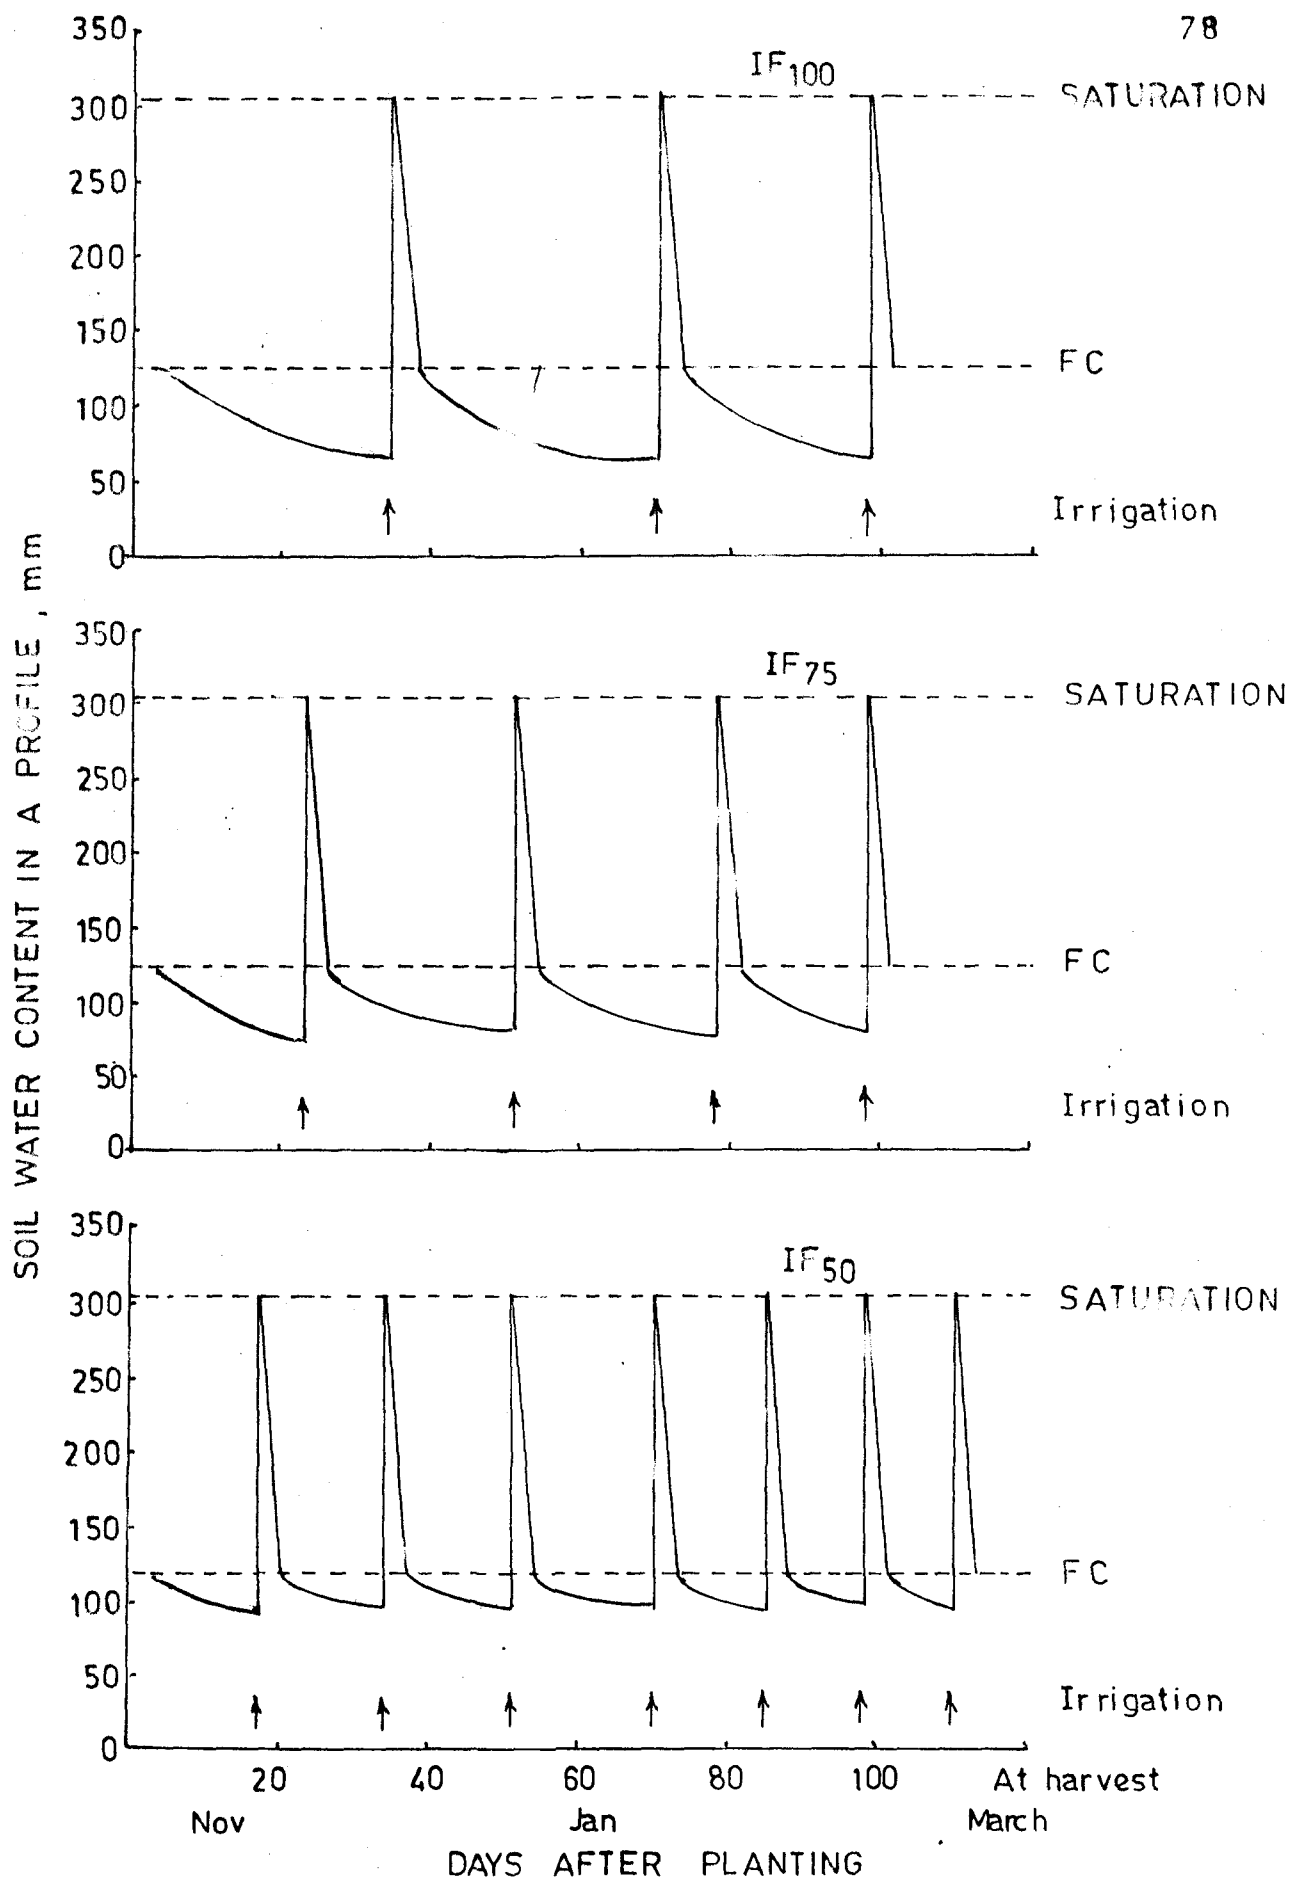 78
350
IF100
300
SATURATION
250
200
150
FC
100
50
Irrigation
0
SOIL WATER CONTENT IN A PROFILE, mm
350
IF75
300
SATURATION
250
200
150
FC
100
50
Irrigation
0
350
IF50
300
SATURATION
250
200
150
FC
100
50
Irrigation
0
20 40 60 80 100 At harvest
Nov Jan March
DAYS AFTER PLANTING